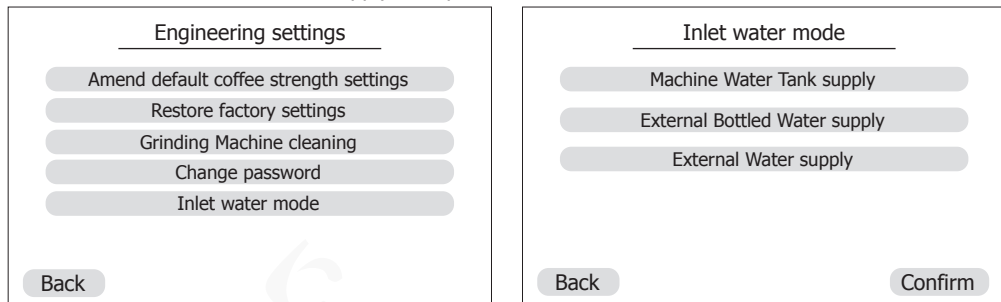 Engineering settings
Amend default coffee strength settings
Restore factory settings
Grinding Machine cleaning
Change password
Inlet water mode
Back
Inlet water mode
Machine Water Tank supply
External Bottled Water supply
External Water supply
Back
Confirm